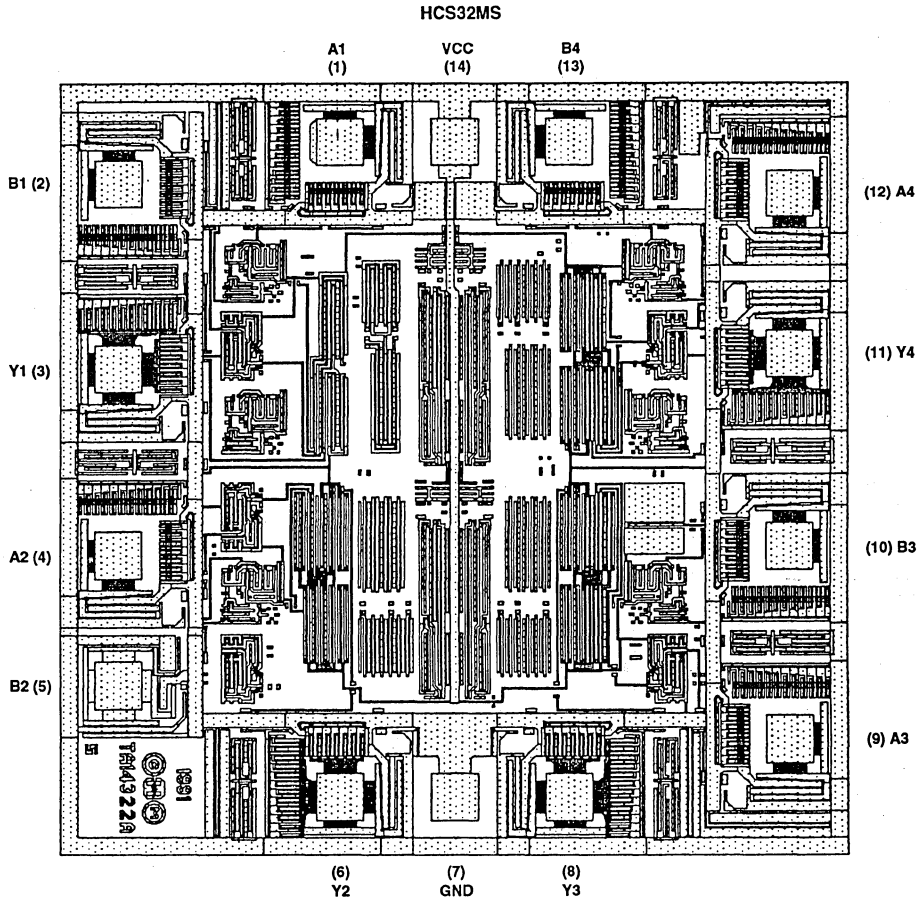 HCS32MS
A1
(1)
VCC
(14)
B4
(13)
B1 (2)
(12) A4
Y1 (3)
(11) Y4
A2 (4)
(10) B3
B2 (5)
(9) A3
1991
TA14322A
(6)
Y2
(7)
GND
(8)
Y3